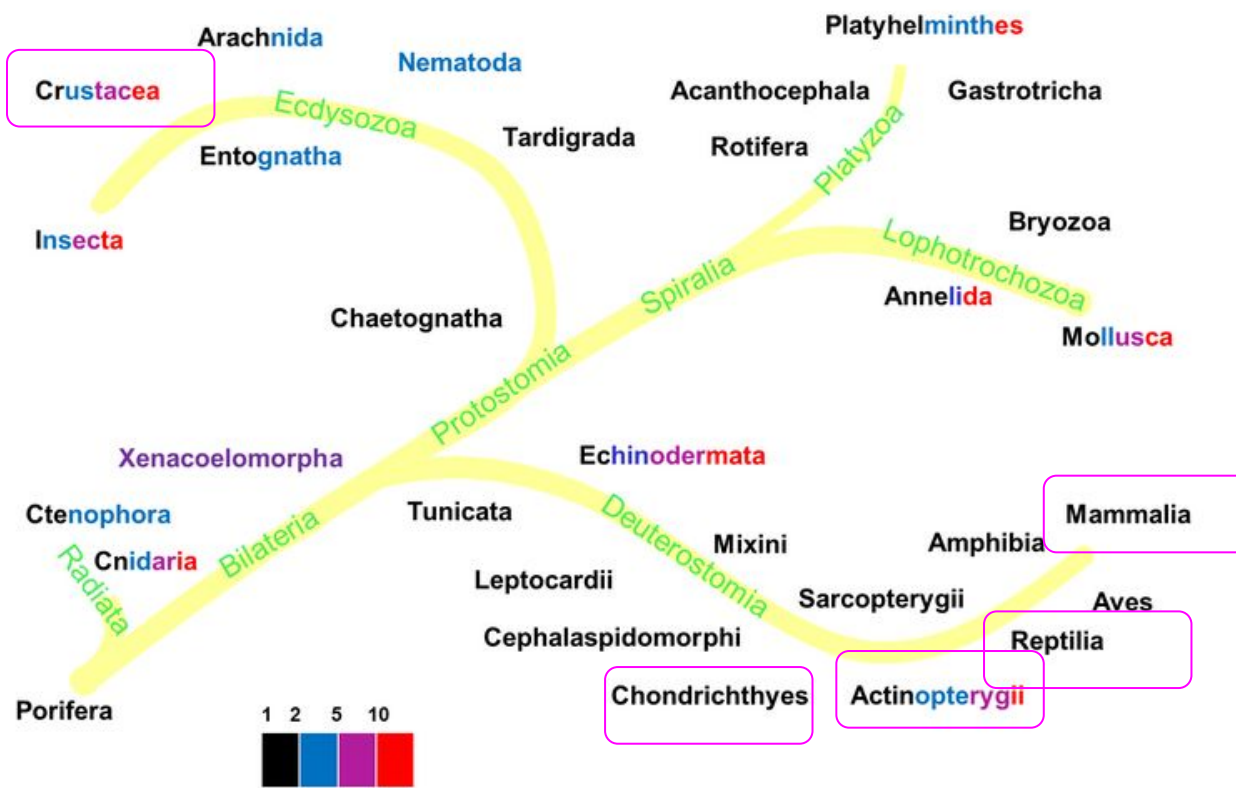 Platyhelminthes
Arachnida
Nematoda
Crustacea
Acanthocephala
Gastrotricha
Ecdysozoa
Tardigrada
Rotifera
Platyzoa
Entognatha
Bryozoa
Insecta
Lophotrochozoa
Spiralia
Annelida
Chaetognatha
Mollusca
Protostomia
Xenacoelomorpha
Echinodermata
Ctenophora
Tunicata
Mammalia
Bilateria
Deuterostomia
Mixini
Amphibia
Cnidaria
Radiata
Leptocardii
Sarcopterygii
Aves
Cephalaspidomorphi
Reptilia
Chondrichthyes
Actinopterygii
Porifera
1 2 5 10